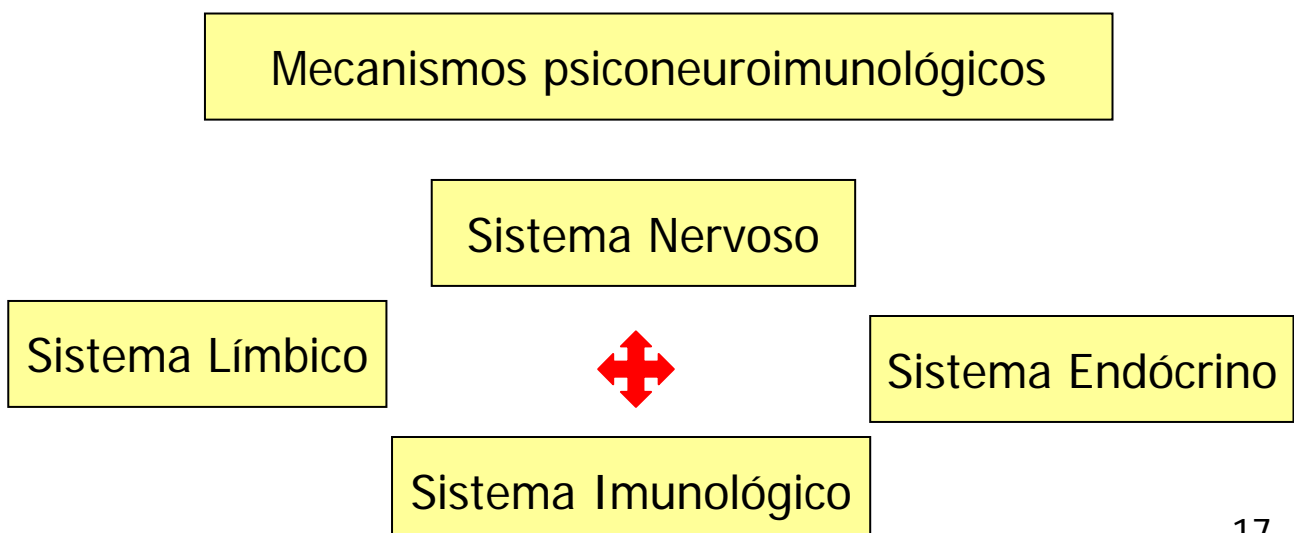 Mecanismos psiconeuroimunológicos
Sistema Nervoso
Sistema Límbico
Sistema Endócrino
Sistema Imunológico
17